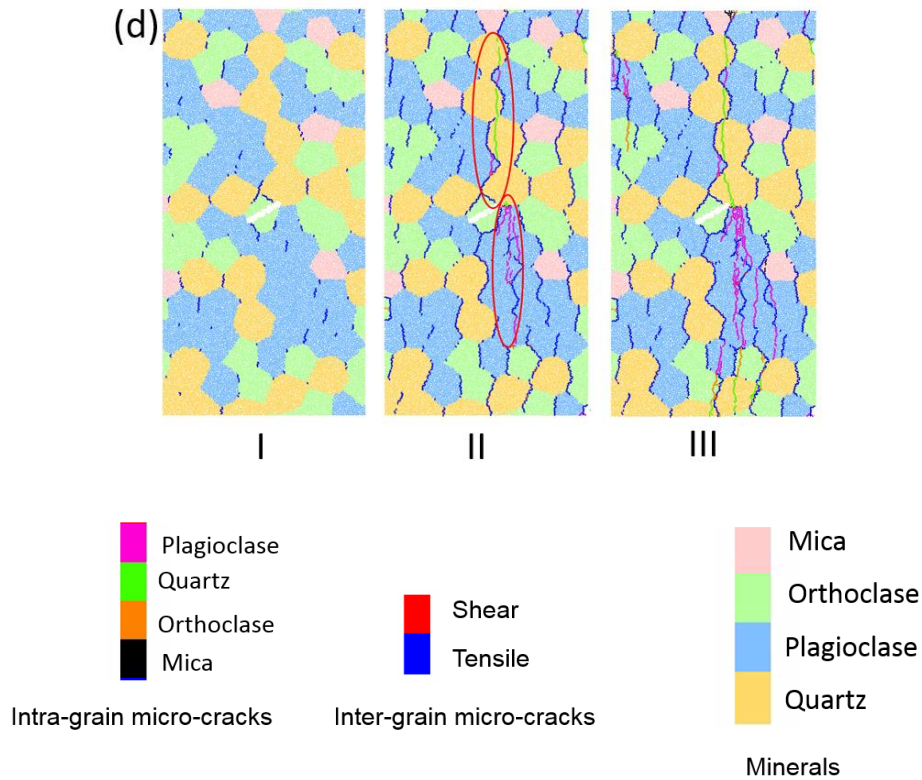 (d)
I
II
III
Plagioclase
Quartz
Orthoclase
Mica
Intra-grain micro-cracks
Shear
Tensile
Inter-grain micro-cracks
Mica
Orthoclase
Plagioclase
Quartz
Minerals